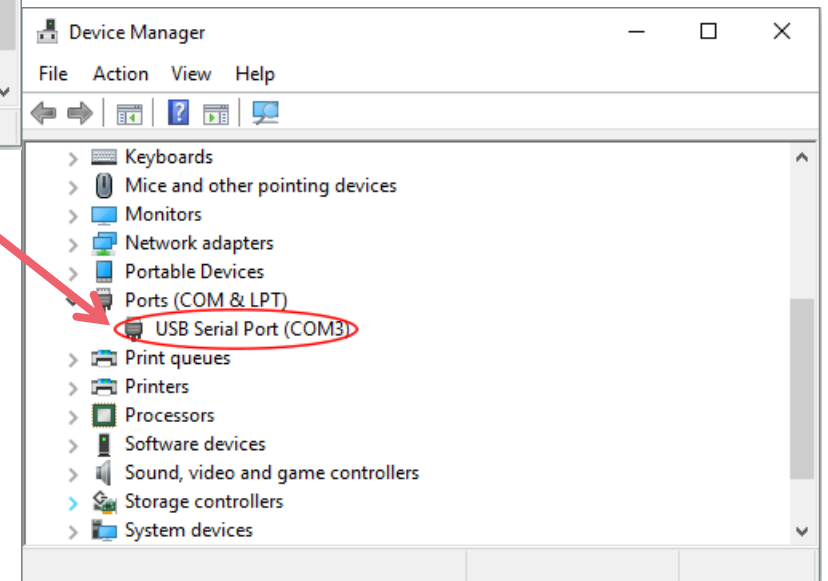 Device Manager
File Action View Help
Keyboards
Mice and other pointing devices
Monitors
Network adapters
Portable Devices
Ports (COM & LPT)
USB Serial Port (COM3)
Print queues
Printers
Processors
Software devices
Sound, video and game controllers
Storage controllers
System devices